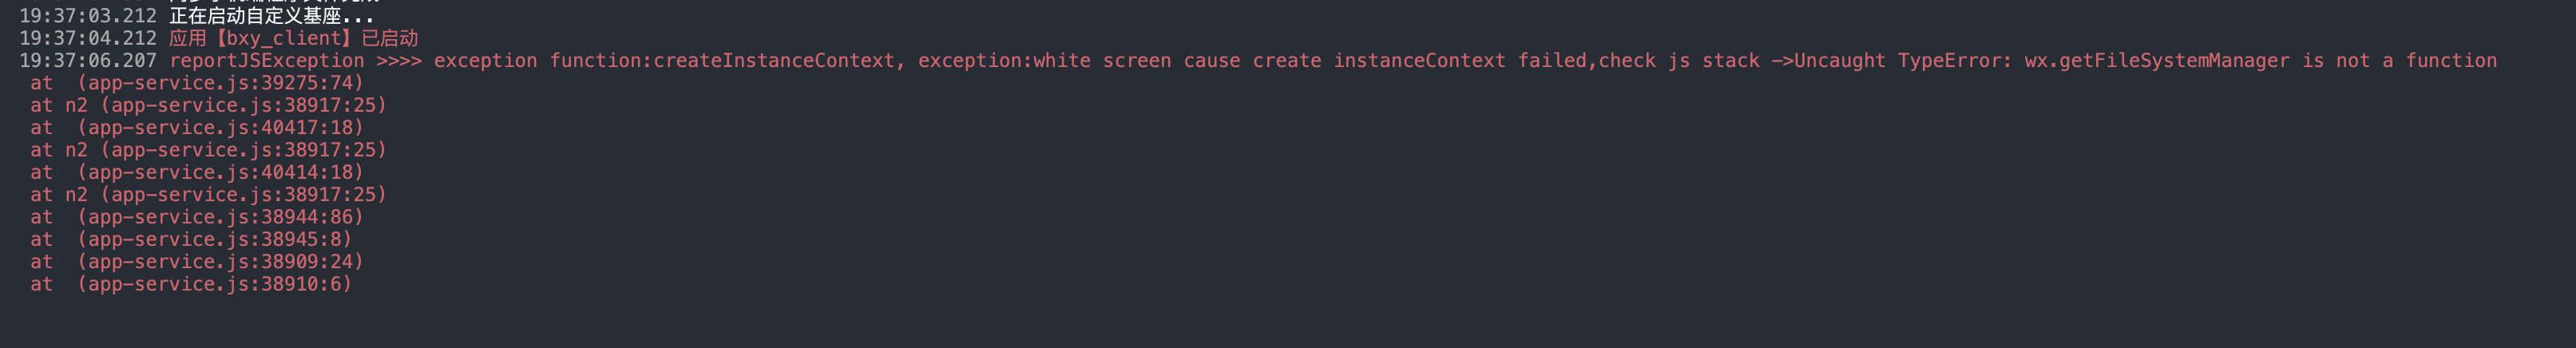 19:37:03.212 正在启动自定义基座...
19:37:04.212 应用【bxy_client】已启动
19:37:06.207 reportJSException >>>> exception function:createInstanceContext, exception:white screen cause create instanceContext failed,check js stack ->Uncaught TypeError: wx.getFileSystemManager is not a function
at  (app-service.js:39275:74)
at n2 (app-service.js:38917:25)
at  (app-service.js:40417:18)
at n2 (app-service.js:38917:25)
at  (app-service.js:40414:18)
at n2 (app-service.js:38917:25)
at  (app-service.js:38944:86)
at  (app-service.js:38945:8)
at  (app-service.js:38909:24)
at  (app-service.js:38910:6)